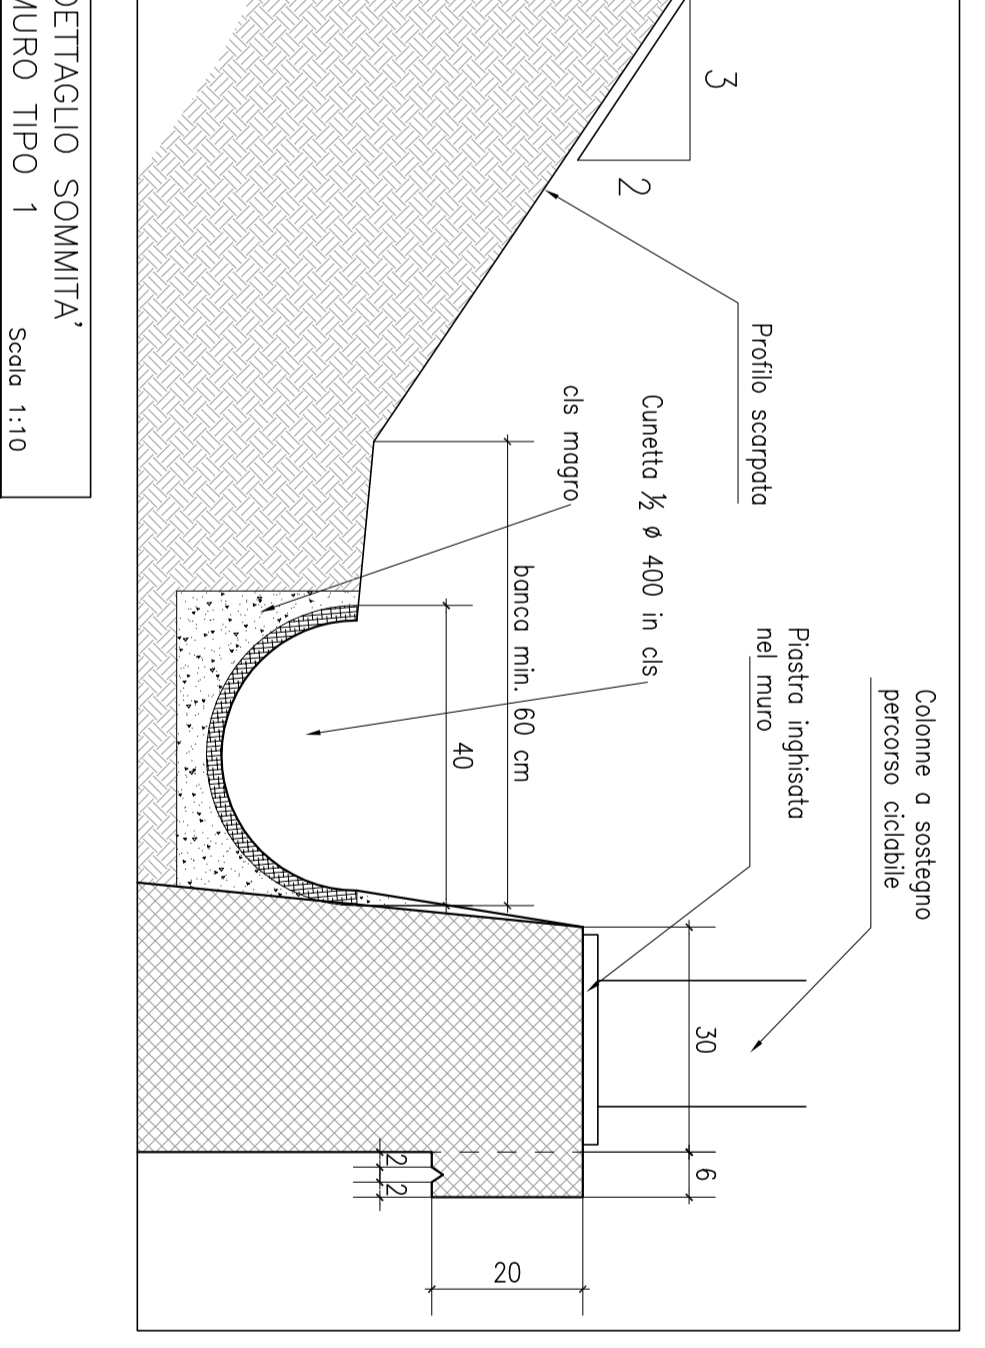 Colonne a sostegno
percorso ciclabile
Piastra inghisata
nel muro
Profilo scarpata
Cunetta ½ ø 400 in cls
cls magro
banca min. 60 cm
40
3
2
30
6
2
2
20
DETTAGLIO SOMMITA'
MURO TIPO 1
Scala 1:10